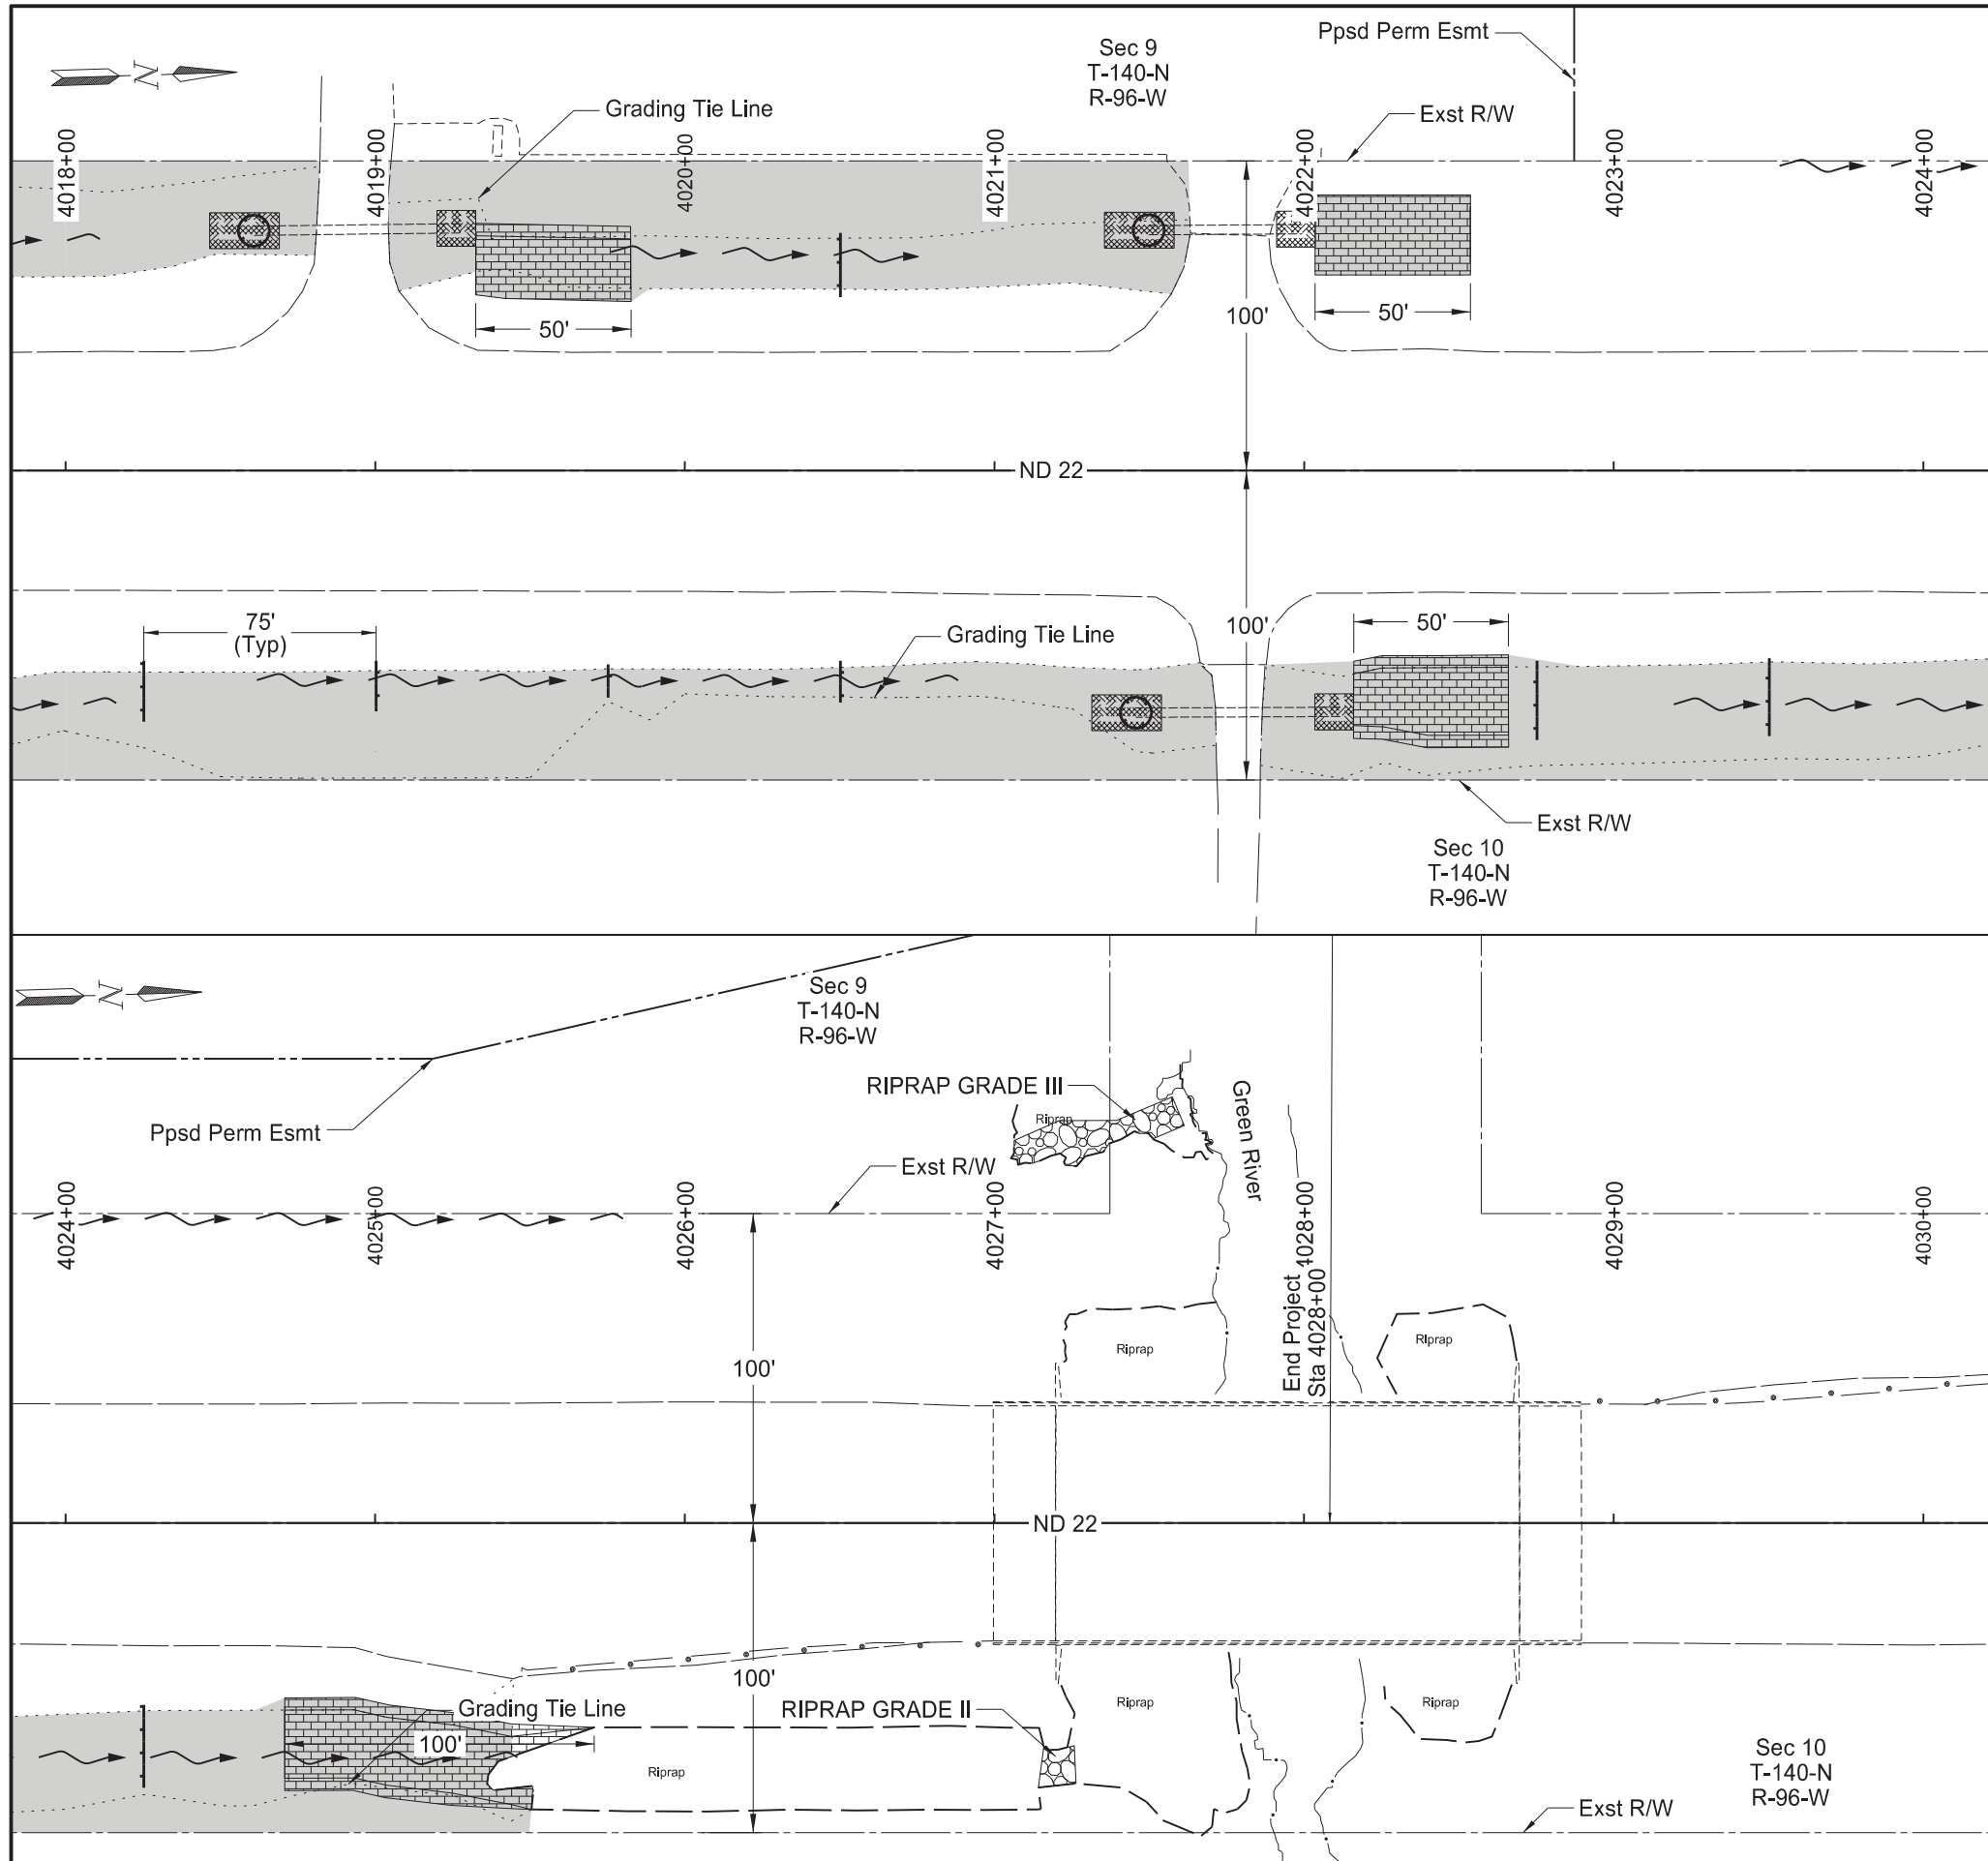 Ppsd Perm Esmt
Sec 9
T-140-N
R-96-W
N
Grading Tie Line
Exst R/W
4018+00
4019+00
4020+00
4021+00
4022+00
4023+00
4024+00
50'
100'
50'
ND 22
75'
(Typ)
Grading Tie Line
100'
50'
Exst R/W
Sec 10
T-140-N
R-96-W
N
Sec 9
T-140-N
R-96-W
RIPRAP GRADE III
Riprap
Green River
Ppsd Perm Esmt
Exst R/W
4024+00
4025+00
4026+00
4027+00
4028+00
4029+00
4030+00
End Project
Sta 4028+00
Riprap
Riprap
100'
ND 22
100'
Grading Tie Line
RIPRAP GRADE II
Riprap
Riprap
100'
Riprap
Sec 10
T-140-N
R-96-W
Exst R/W